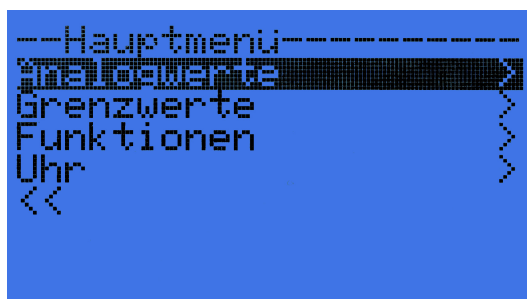 --Hauptmenü------------
Analogwerte >
Grenzwerte >
Funktionen >
Uhr >
<<